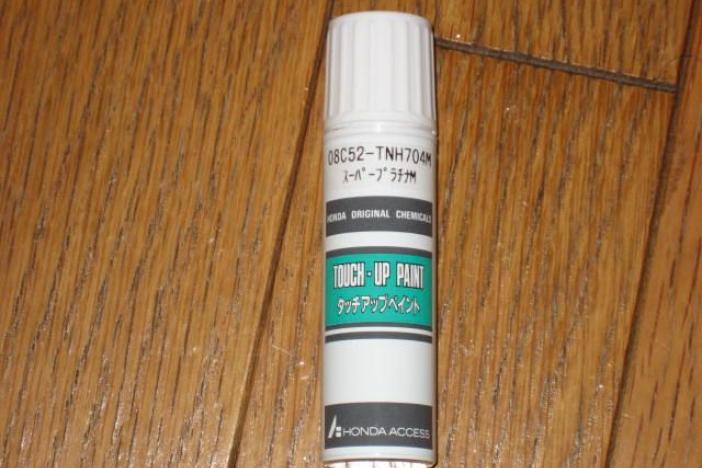 08C52-TNH704M
スーパープラチナM
HONDA ORIGINAL CHEMICALS
TOUCH-UP PAINT
タッチアップペイント
HONDA ACCESS